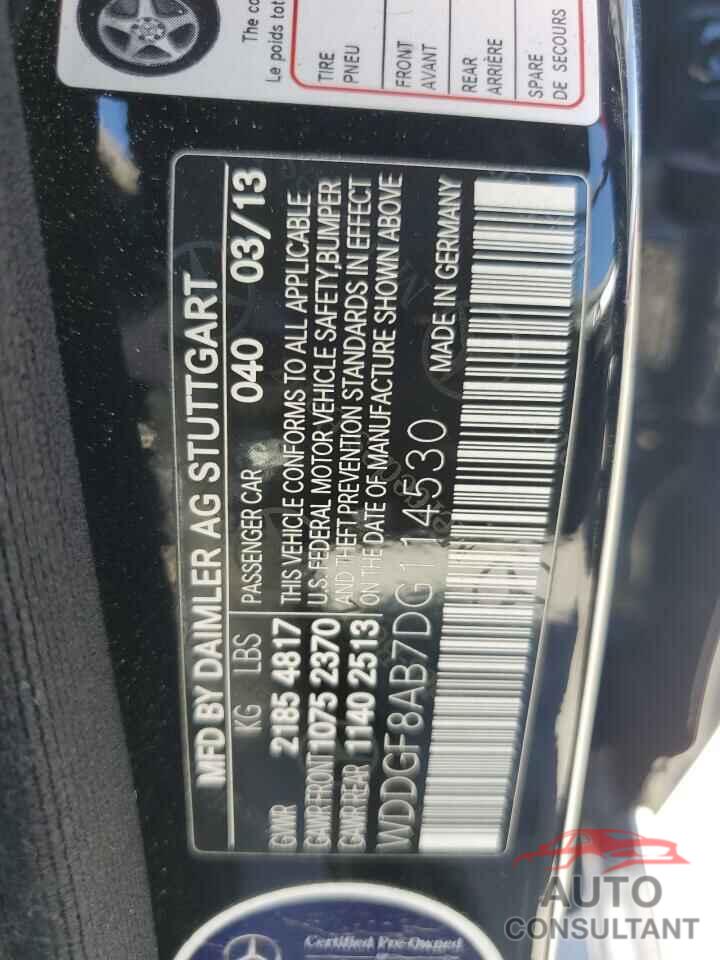 The co
Le poids tot
TIRE
PNEU
FRONT
AVANT
REAR
ARRIÈRE
SPARE
DE SECOURS
MFD BY DAIMLER AG STUTTGART
KG LBS PASSENGER CAR 040 03/13
GMR 2185 4817 THIS VEHICLE CONFORMS TO ALL APPLICABLE
GAWR FRONT 1075 2370 U.S. FEDERAL MOTOR VEHICLE SAFETY,BUMPER
AND THEFT PREVENTION STANDARDS IN EFFECT
GAWR REAR 1140 2513 ON THE DATE OF MANUFACTURE SHOWN ABOVE
WDDGF8AB7DG114530 MADE IN GERMANY
Certified Pre-Owned
AUTO
CONSULTANT